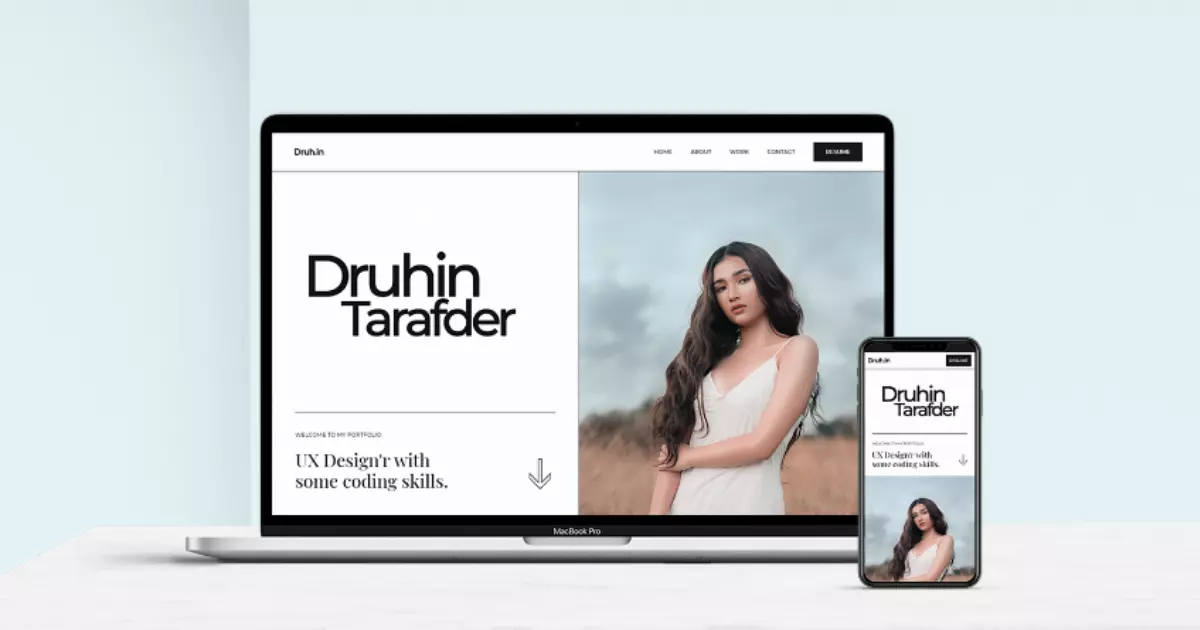 Druh.in
HOME ABOUT WORK CONTACT RESUME
Druhin
Tarafder
WELCOME TO MY PORTFOLIO
UX Design'r with
some coding skills.
MacBook Pro
Druh.in
RESUME
Druhin
Tarafder
WELCOME TO MY PORTFOLIO
UX Design'r with
some coding skills.